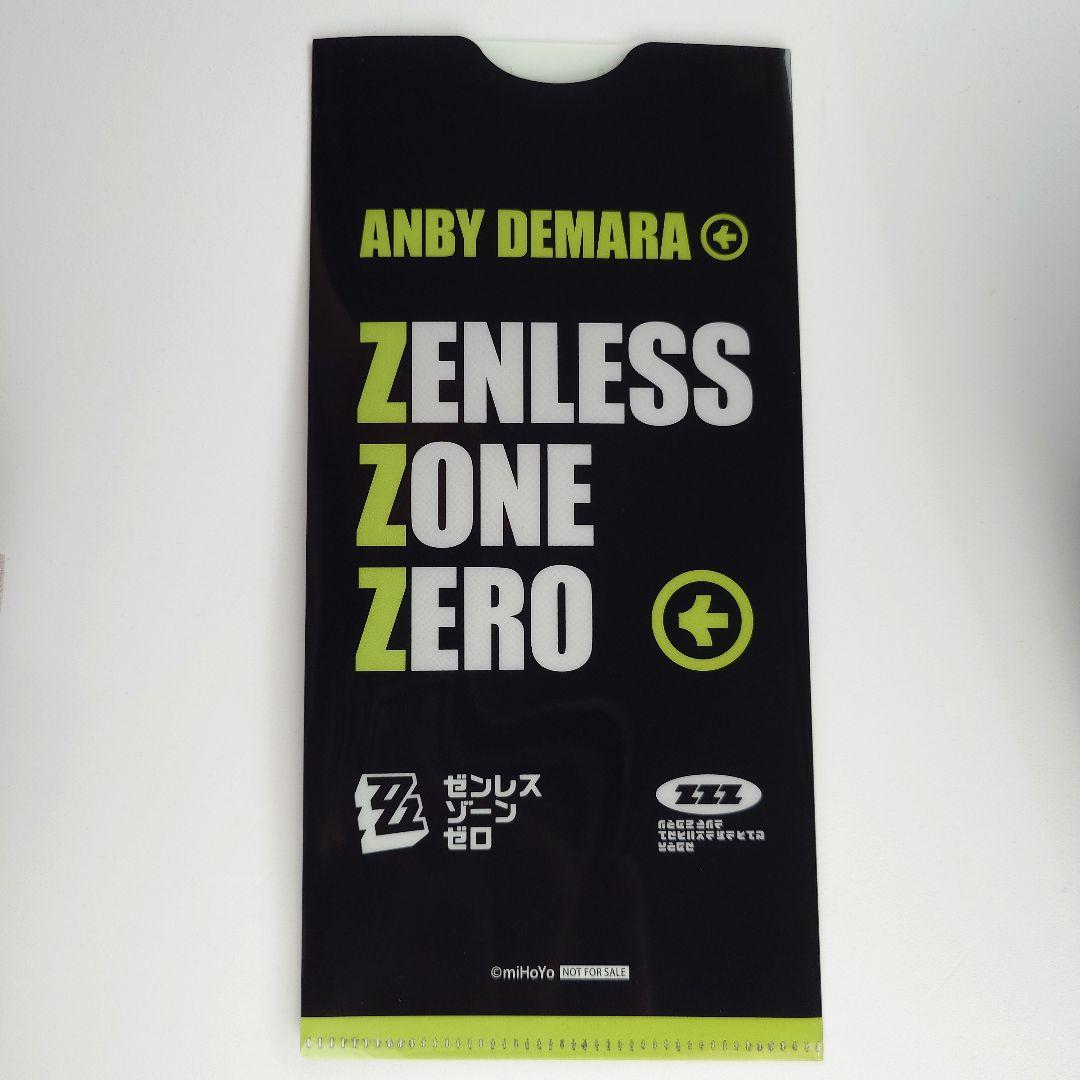 ANBY DEMARA
ZENLESS
ZONE
ZERO
ゼンレス
ゾーン
ゼロ
ZZZ
©miHoYo NOT FOR SALE